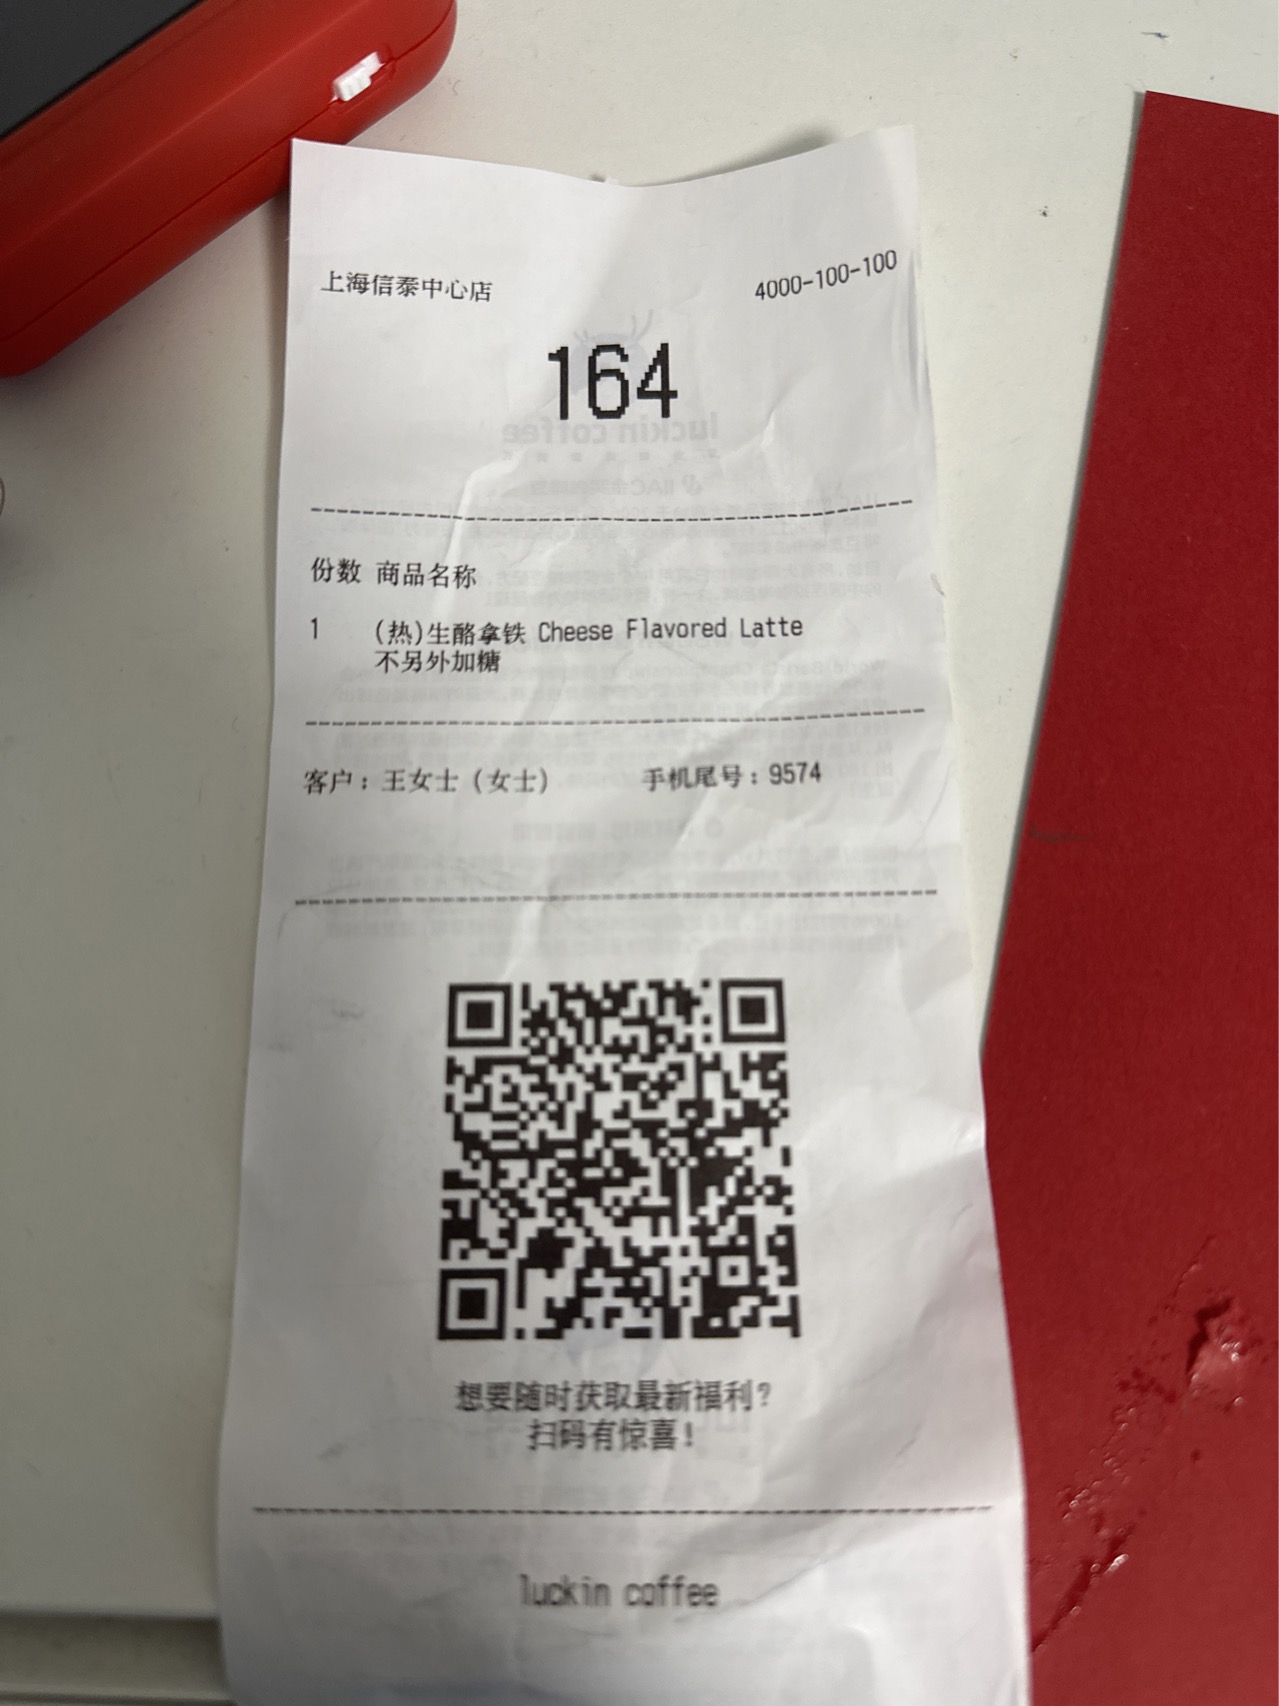 上海信泰中心店 4000-100-100
164
份数 商品名称
1 (热)生酪拿铁 Cheese Flavored Latte
不另外加糖
客户：王女士（女士） 手机尾号：9574
想要随时获取最新福利？
扫码有惊喜！
luckin coffee